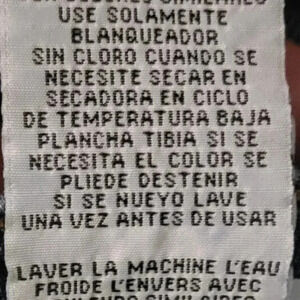 USE SOLAMENTE
BLANQUEADOR
SIN CLORO CUANDO SE
NECESITE SECAR EN
SECADORA EN CICLO
DE TEMPERATURA BAJA
PLANCHA TIBIA SI SE
NECESITA EL COLOR SE
PLIEDE DESTENIR
SI SE NUEYO LAVE
UNA VEZ ANTES DE USAR
LAVER LA MACHINE L'EAU
FROIDE L'ENVERS AVEC